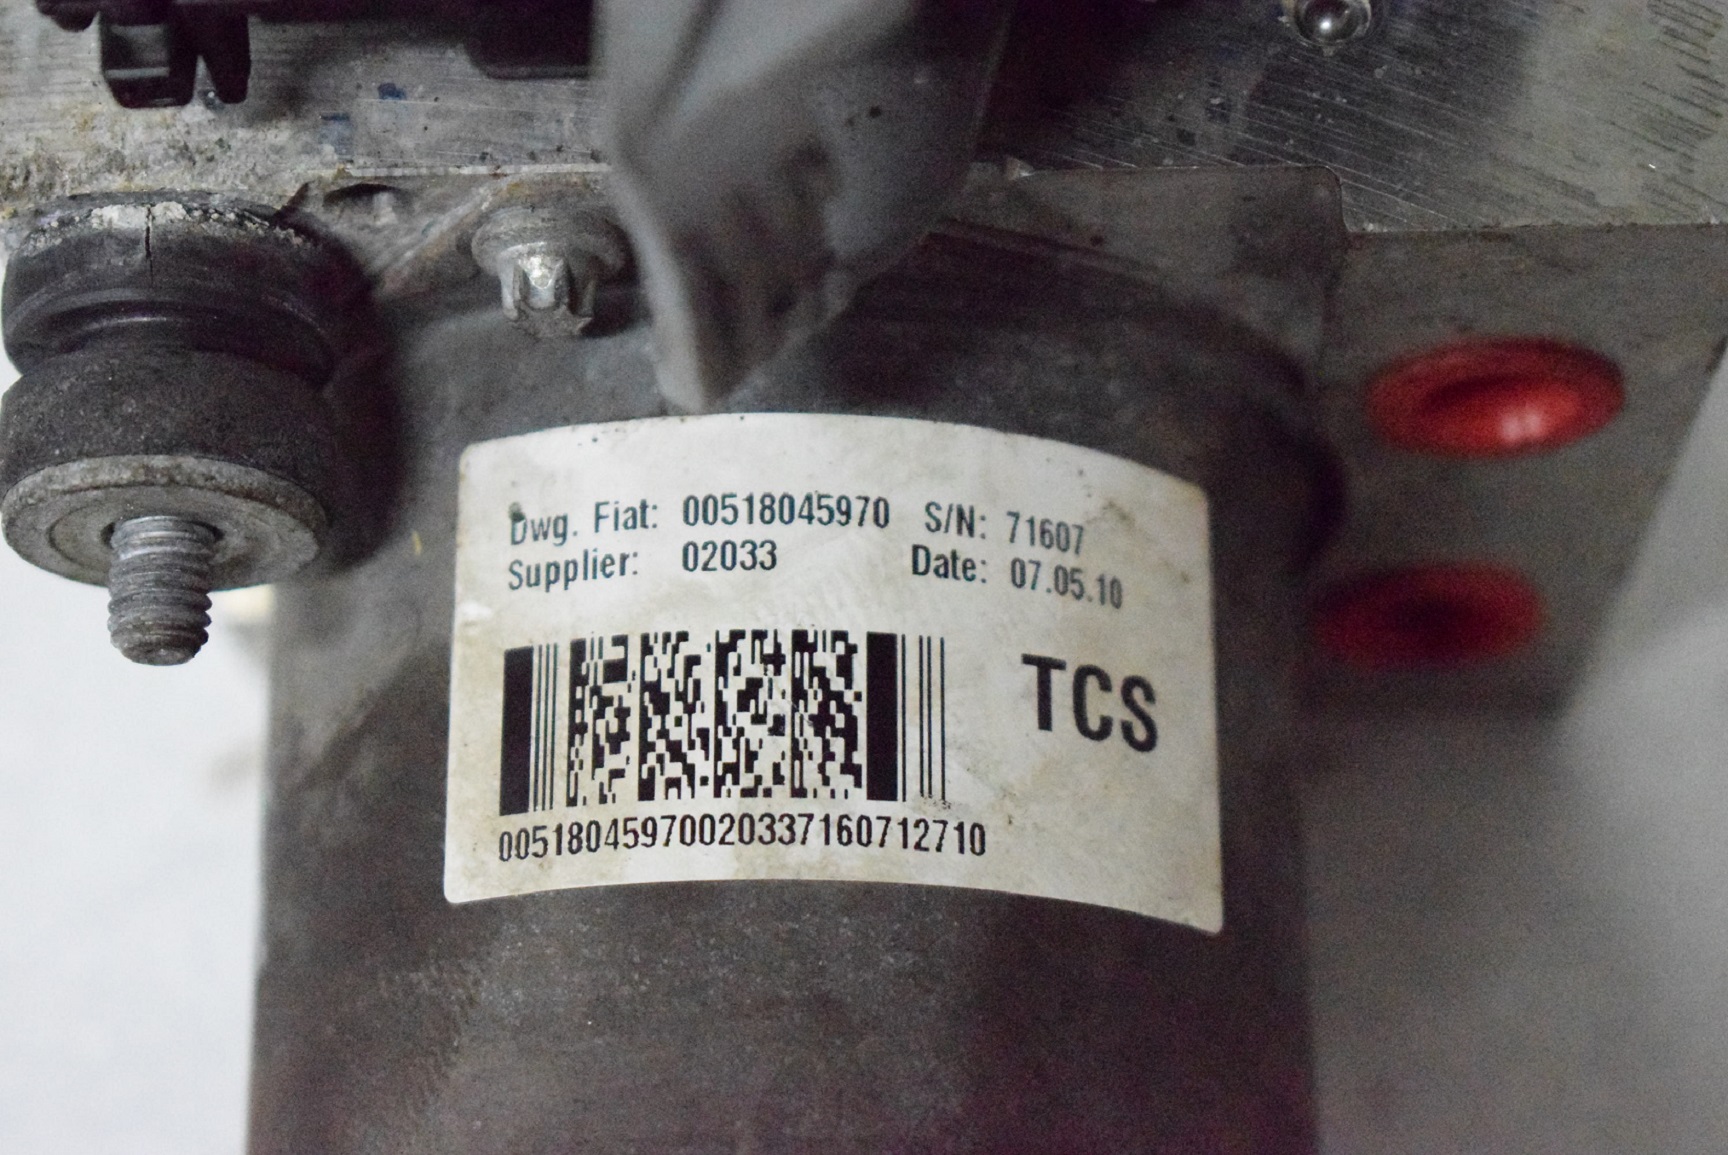 Dwg. Fiat: 00518045970 S/N: 71607
Supplier: 02033 Date: 07.05.10
TCS
00518045970020337160712710